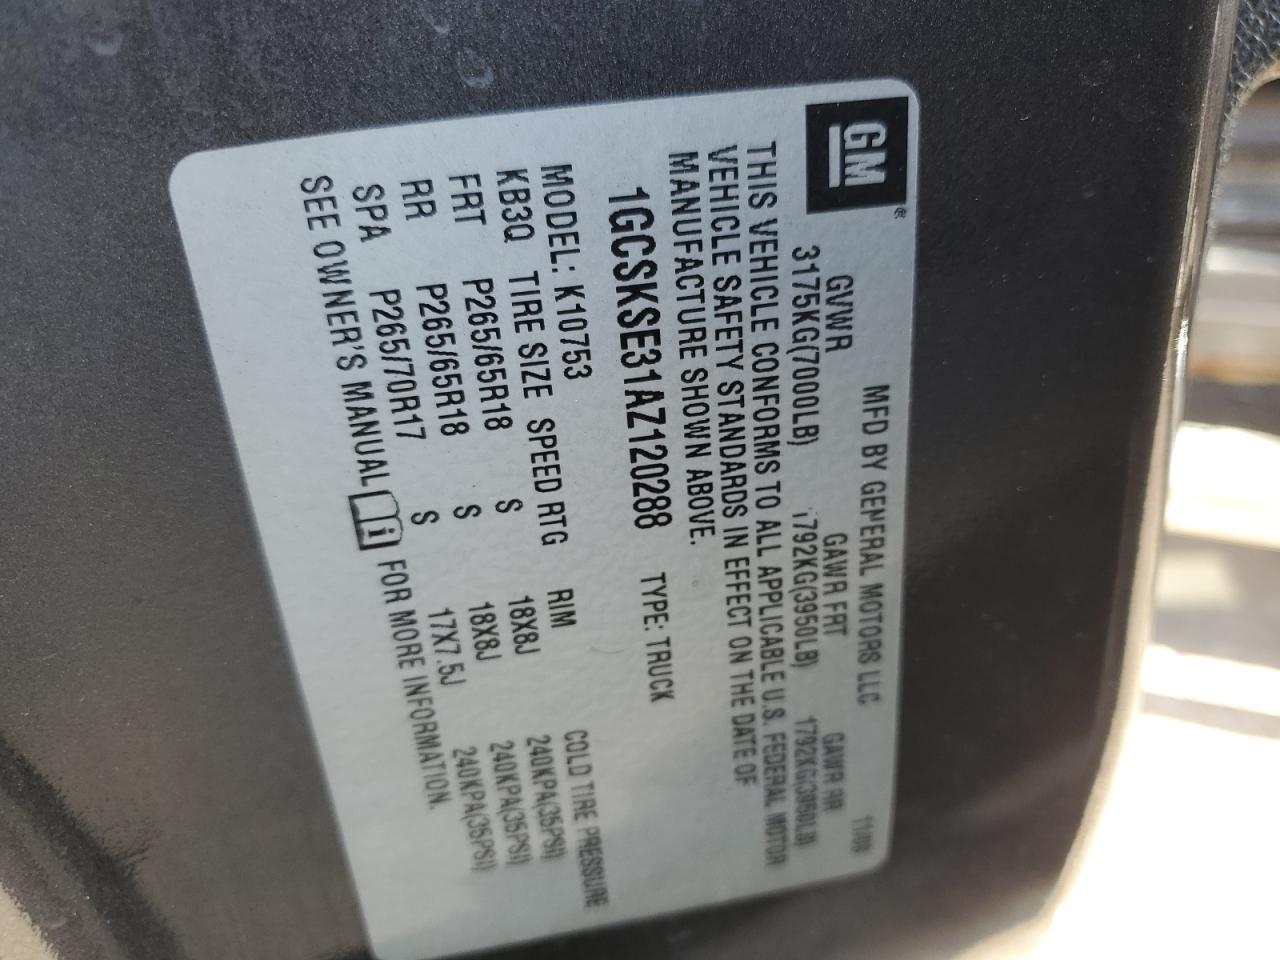 GM®
MFD BY GENERAL MOTORS LLC 11/09
GVWR GAWR FRT GAWR RR
3175KG(7000LB) 1792KG(3950LB) 1792KG(3950LB)
THIS VEHICLE CONFORMS TO ALL APPLICABLE U.S. FEDERAL MOTOR
VEHICLE SAFETY STANDARDS IN EFFECT ON THE DATE OF
MANUFACTURE SHOWN ABOVE.
1GCSKSE31AZ120288 TYPE: TRUCK
MODEL: K10753
KB3Q TIRE SIZE SPEED RTG RIM COLD TIRE PRESSURE
FRT P265/65R18 S 18X8J 240KPA(35PSI)
RR P265/65R18 S 18X8J 240KPA(35PSI)
SPA P265/70R17 S 17X7.5J 240KPA(35PSI)
SEE OWNER'S MANUAL i FOR MORE INFORMATION.